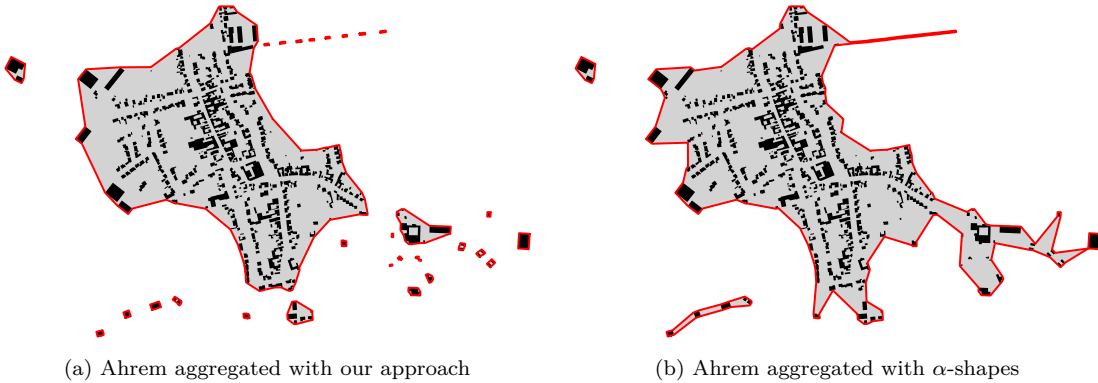 (a) Ahrem aggregated with our approach
(b) Ahrem aggregated with α-shapes